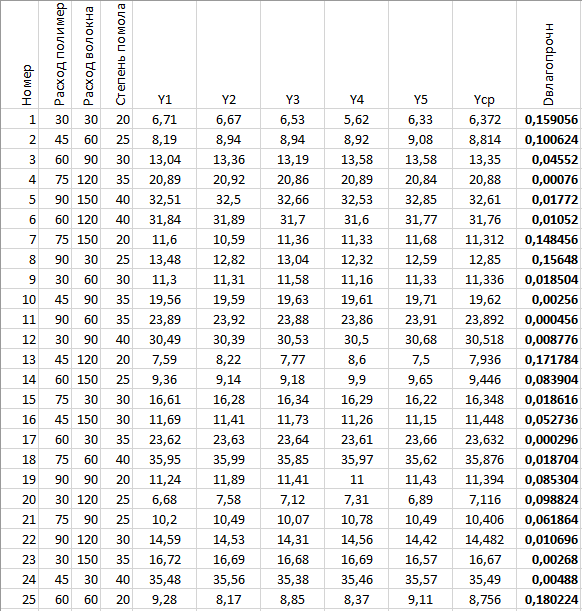 Номер Расход полимер Расход волокна Степень помола Y1 Y2 Y3 Y4 Y5 Yср Dвлагопрочн
1 30 30 20 6,71 6,67 6,53 5,62 6,33 6,372 0,159056
2 45 60 25 8,19 8,94 8,94 8,92 9,08 8,814 0,100624
3 60 90 30 13,04 13,36 13,19 13,58 13,58 13,35 0,04552
4 75 120 35 20,89 20,92 20,86 20,89 20,84 20,88 0,00076
5 90 150 40 32,51 32,5 32,66 32,53 32,85 32,61 0,01772
6 60 120 40 31,84 31,89 31,7 31,6 31,77 31,76 0,01052
7 75 150 20 11,6 10,59 11,36 11,33 11,68 11,312 0,148456
8 90 30 25 13,48 12,82 13,04 12,32 12,59 12,85 0,15648
9 30 60 30 11,3 11,31 11,58 11,16 11,33 11,336 0,018504
10 45 90 35 19,56 19,59 19,63 19,61 19,71 19,62 0,00256
11 90 60 35 23,89 23,92 23,88 23,86 23,91 23,892 0,000456
12 30 90 40 30,49 30,39 30,53 30,5 30,68 30,518 0,008776
13 45 120 20 7,59 8,22 7,77 8,6 7,5 7,936 0,171784
14 60 150 25 9,36 9,14 9,18 9,9 9,65 9,446 0,083904
15 75 30 30 16,61 16,28 16,34 16,29 16,22 16,348 0,018616
16 45 150 30 11,69 11,41 11,73 11,26 11,15 11,448 0,052736
17 60 30 35 23,62 23,63 23,64 23,61 23,66 23,632 0,000296
18 75 60 40 35,95 35,99 35,85 35,97 35,62 35,876 0,018704
19 90 90 20 11,24 11,89 11,41 11 11,43 11,394 0,085304
20 30 120 25 6,68 7,58 7,12 7,31 6,89 7,116 0,098824
21 75 90 25 10,2 10,49 10,07 10,78 10,49 10,406 0,061864
22 90 120 30 14,59 14,53 14,31 14,56 14,42 14,482 0,010696
23 30 150 35 16,72 16,69 16,68 16,69 16,57 16,67 0,00268
24 45 30 40 35,48 35,56 35,38 35,46 35,57 35,49 0,00488
25 60 60 20 9,28 8,17 8,85 8,37 9,11 8,756 0,180224